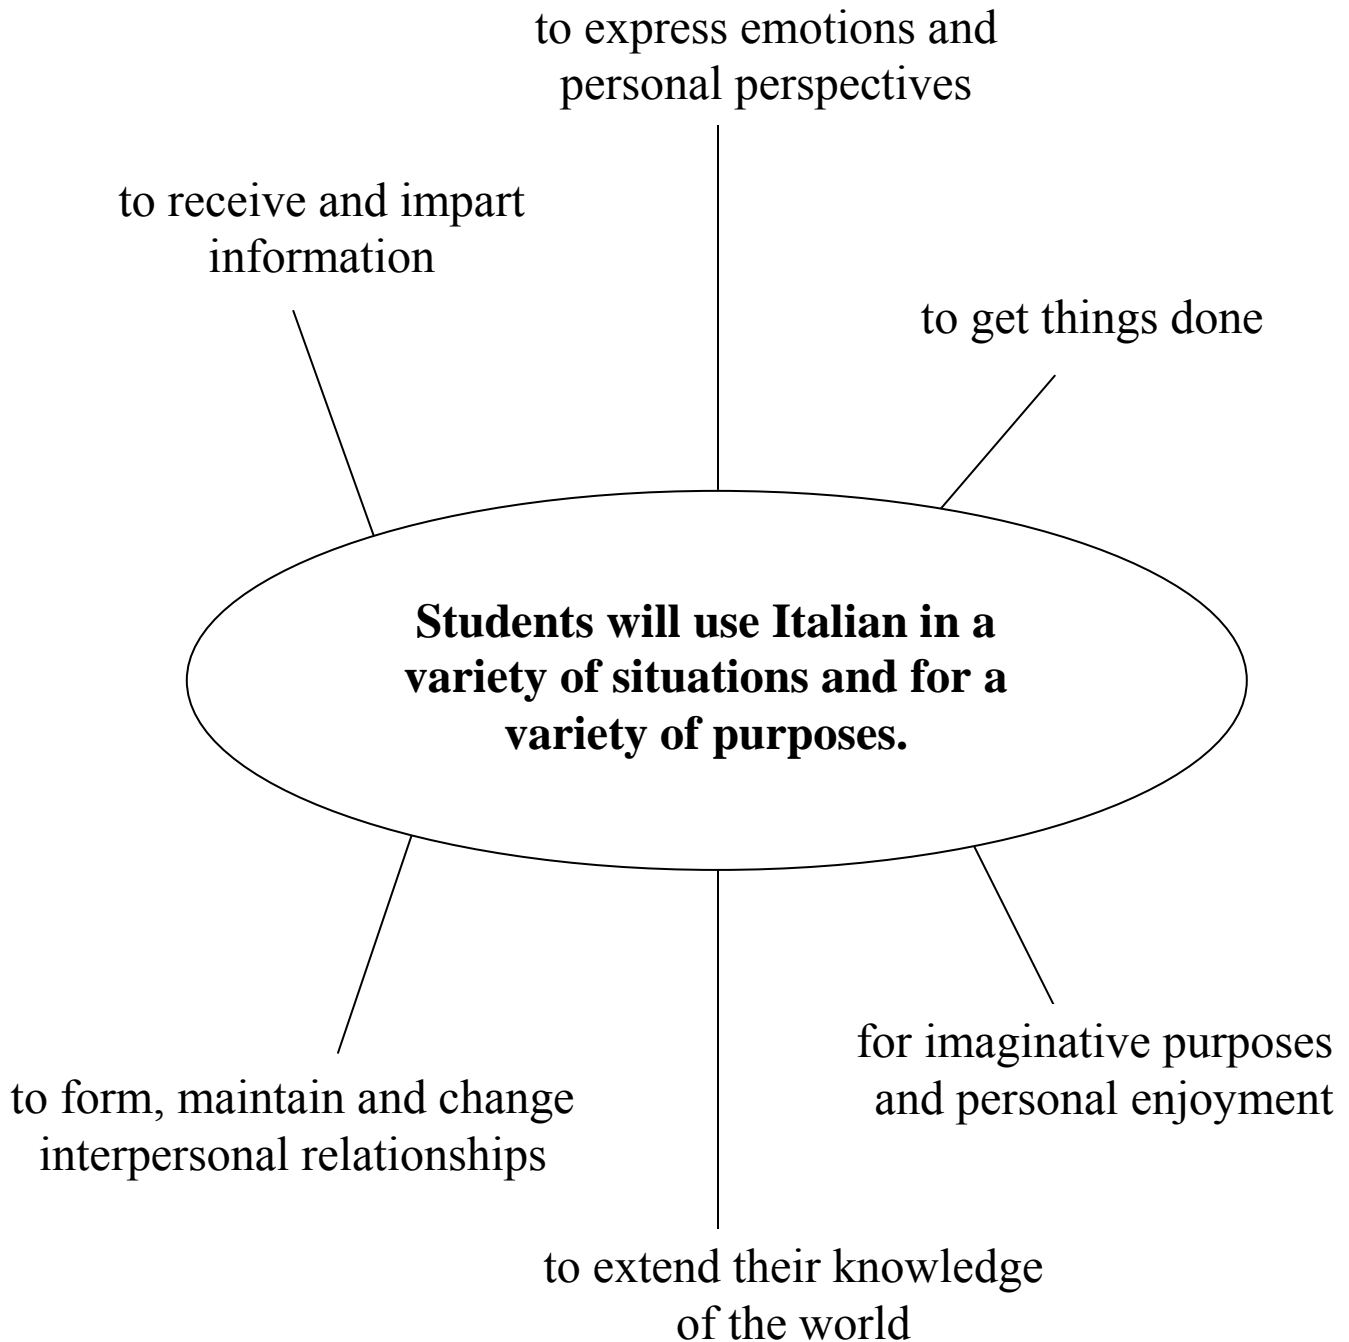 to express emotions and
personal perspectives
to receive and impart
information
to get things done
Students will use Italian in a
variety of situations and for a
variety of purposes.
for imaginative purposes
and personal enjoyment
to form, maintain and change
interpersonal relationships
to extend their knowledge
of the world